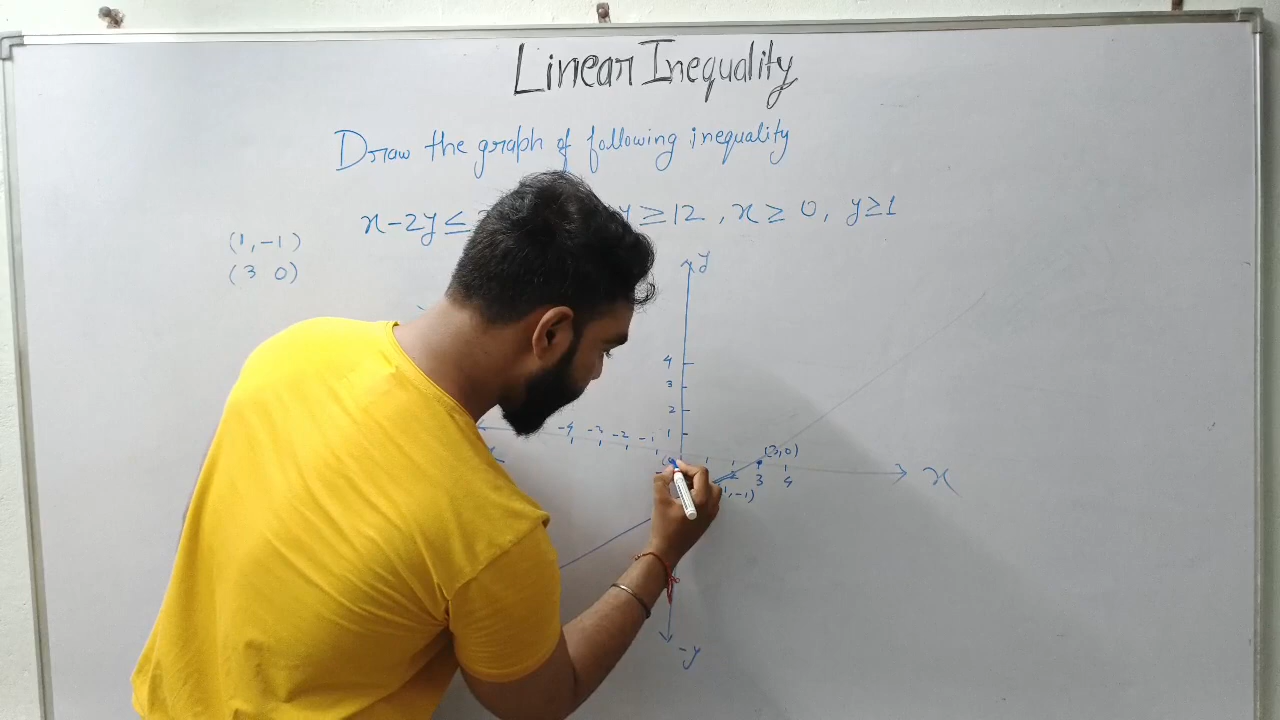 Linear Inequality
Draw the graph of following inequality
x-2y≤ y ≥12, x ≥ 0, y≥1
(1,-1)
(3 0)
y
4
3
2
1
-4 -3 -2 -1
(3,0)
3 4
x
(1,-1)
-y